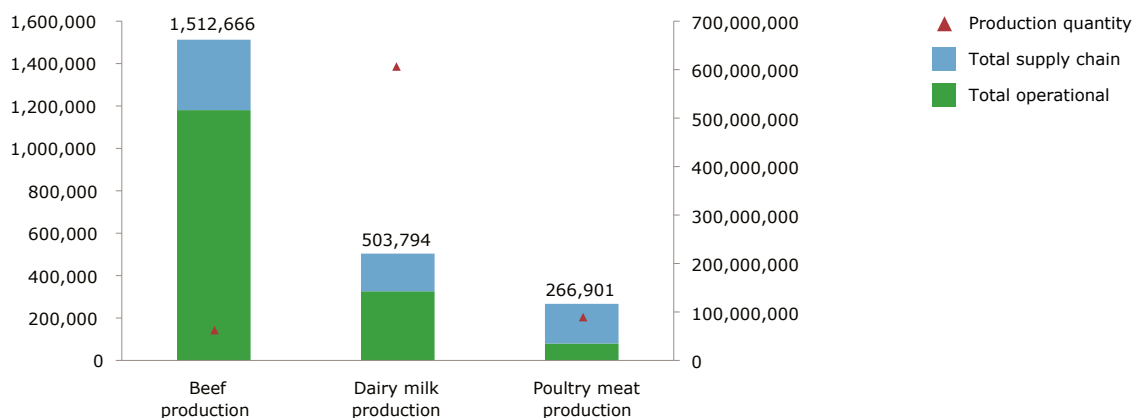 1,600,000
1,400,000
1,200,000
1,000,000
800,000
600,000
400,000
200,000
0
1,512,666
503,794
266,901
700,000,000
600,000,000
500,000,000
400,000,000
300,000,000
200,000,000
100,000,000
0
Beef
production
Dairy milk
production
Poultry meat
production
Production quantity
Total supply chain
Total operational